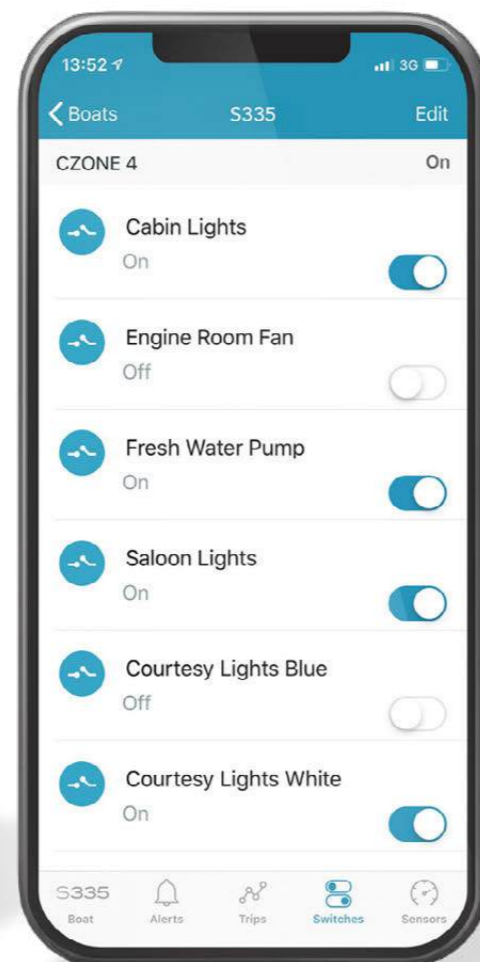 13:52 3G
Boats S335 Edit
CZONE 4 On
Cabin Lights
On
Engine Room Fan
Off
Fresh Water Pump
On
Saloon Lights
On
Courtesy Lights Blue
Off
Courtesy Lights White
On
S335
Boat Alerts Trips Switches Sensors